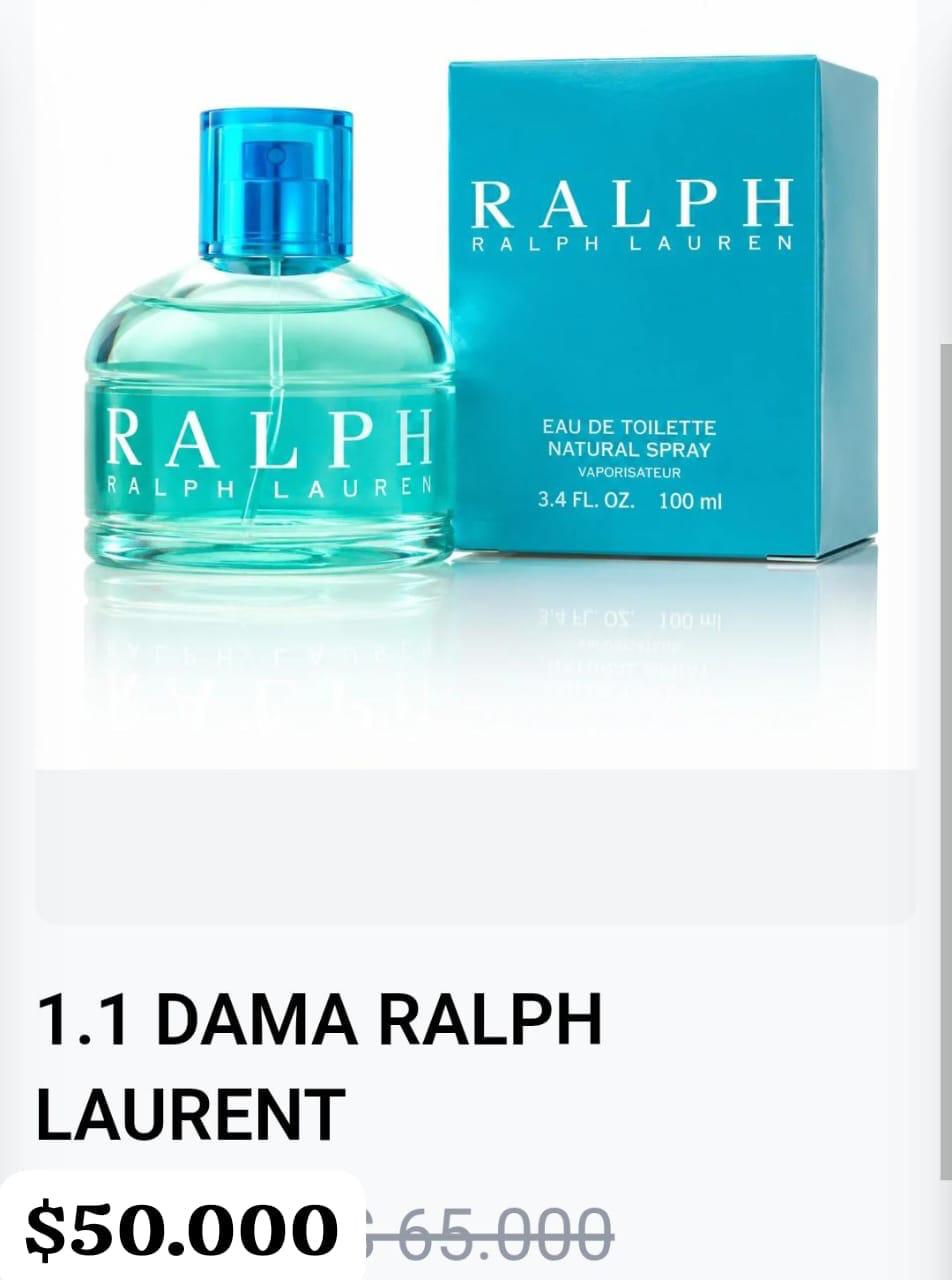 RALPH
RALPH LAUREN
EAU DE TOILETTE
NATURAL SPRAY
VAPORISATEUR
3.4 FL. OZ. 100 ml
RALPH
RALPH LAUREN
1.1 DAMA RALPH
LAURENT
$50.000 65.000